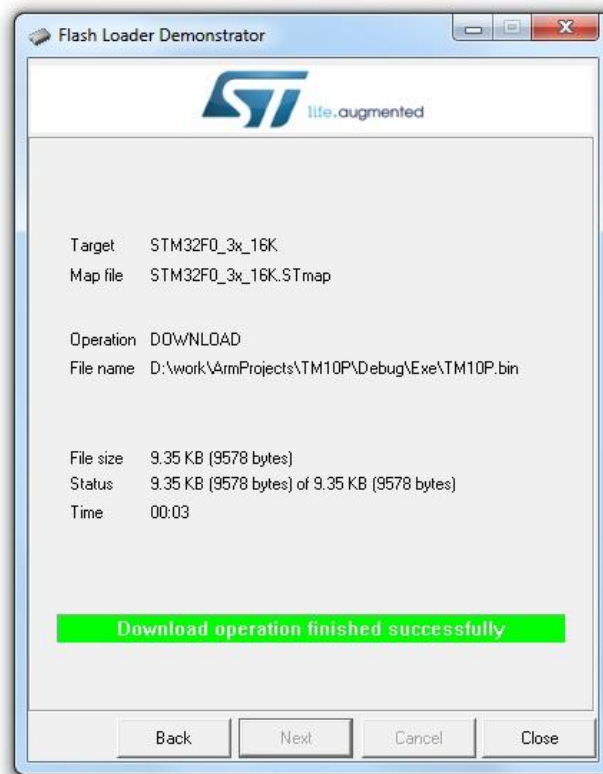 Flash Loader Demonstrator
ST life.augmented
Target STM32F0_3x_16K
Map file STM32F0_3x_16K.STmap
Operation DOWNLOAD
File name D:\work\ArmProjects\TM10P\Debug\Exe\TM10P.bin
File size 9.35 KB (9578 bytes)
Status 9.35 KB (9578 bytes) of 9.35 KB (9578 bytes)
Time 00:03
Download operation finished successfully
Back Next Cancel Close